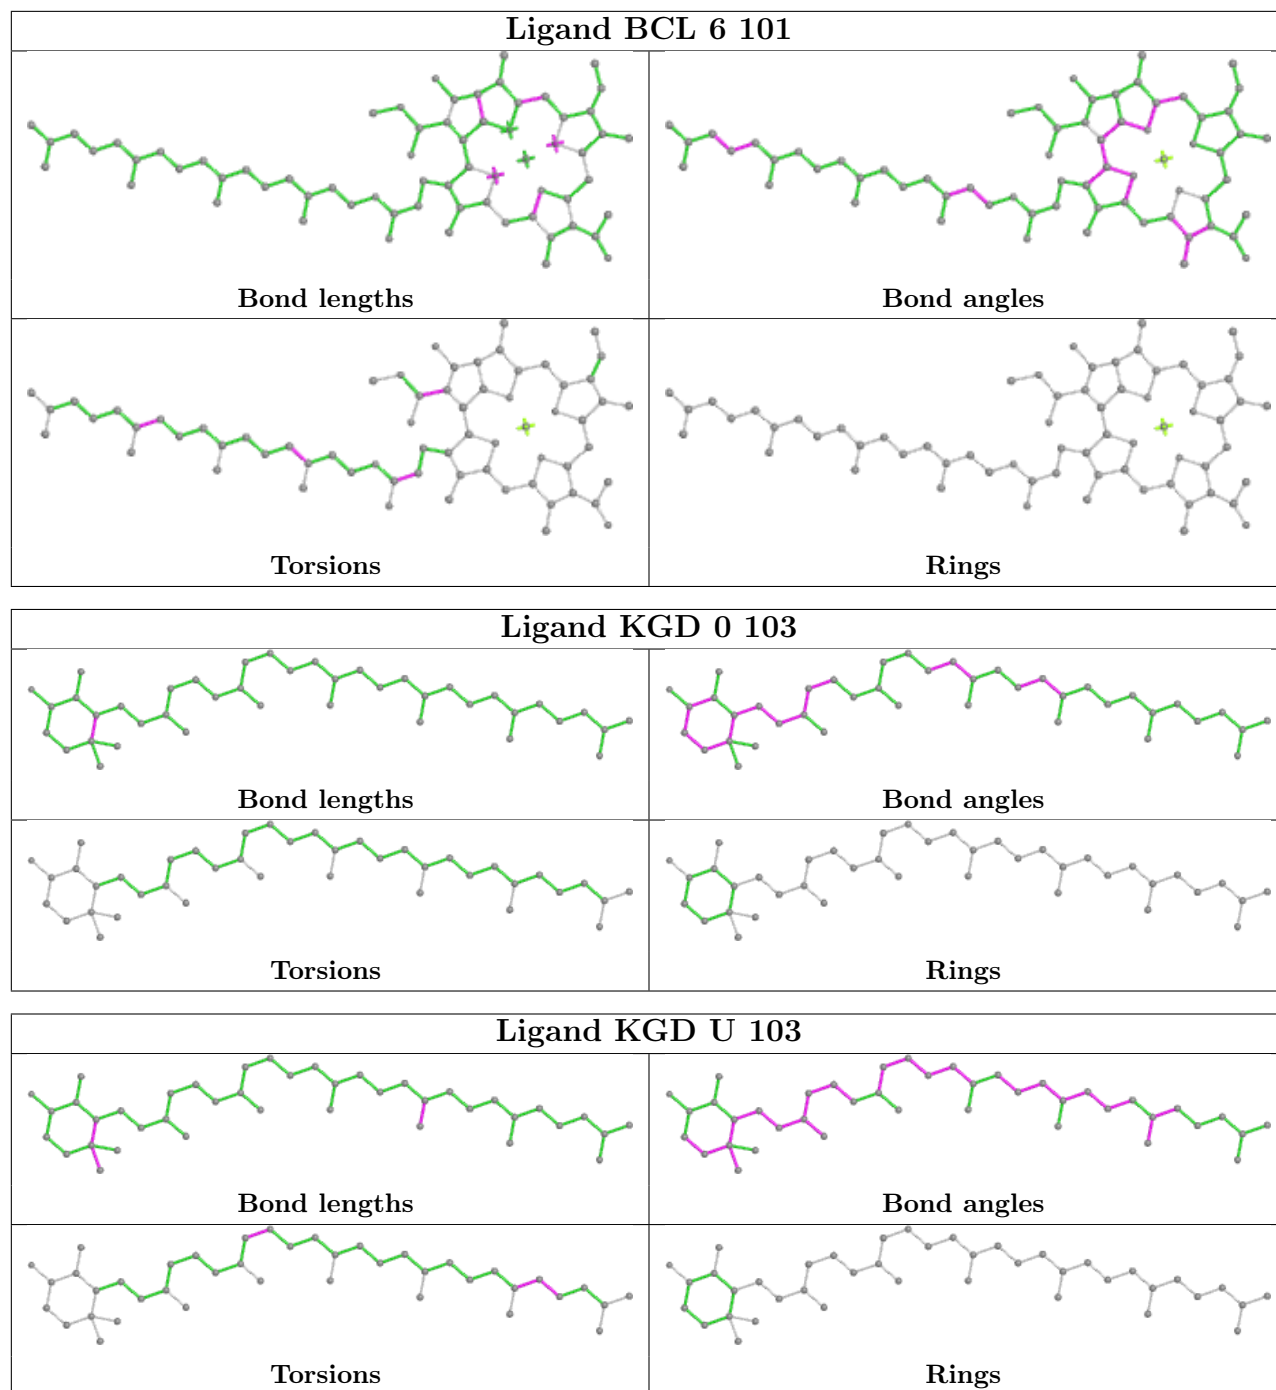 Ligand BCL 6 101
Bond lengths
Bond angles
Torsions
Rings
Ligand KGD 0 103
Bond lengths
Bond angles
Torsions
Rings
Ligand KGD U 103
Bond lengths
Bond angles
Torsions
Rings